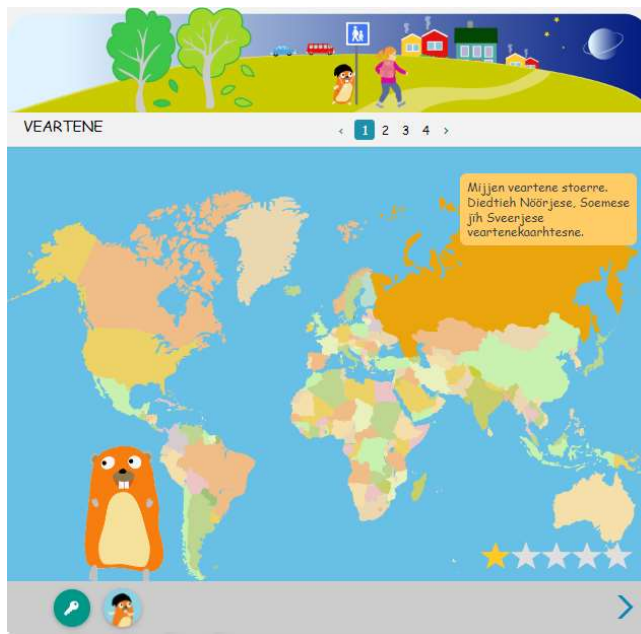 VEARTENE
‹ 1 2 3 4 ›
Mijjen veartene stoerre.
Diedtieh Nöörjese, Soemese
jïh Sveerjese
veartenekaarhtesne.